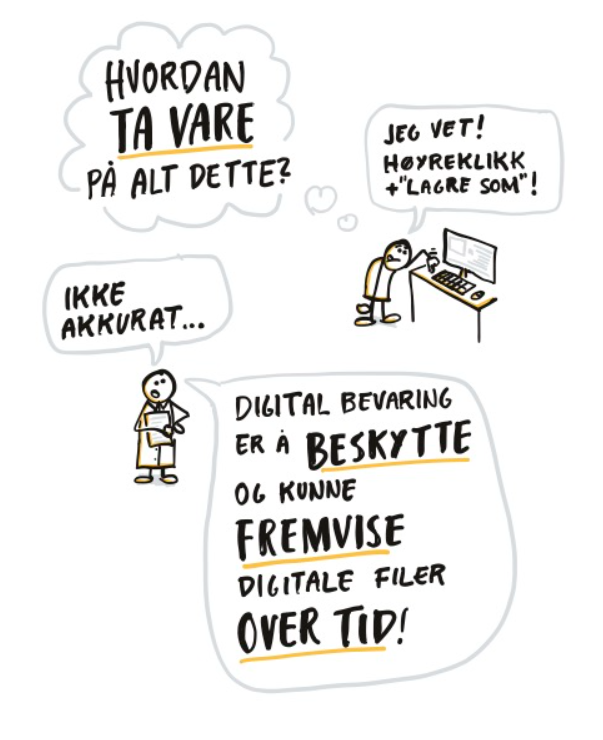 HVORDAN
TA VARE
PÅ ALT DETTE?
JEG VET!
HØYREKLIKK
+"LAGRE SOM"!
IKKE
AKKURAT...
DIGITAL BEVARING
ER Å BESKYTTE
OG KUNNE
FREMVISE
DIGITALE FILER
OVER TID!